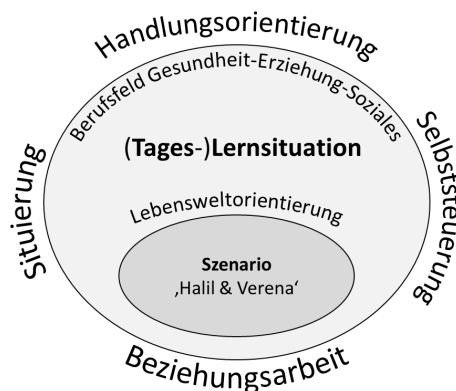 Handlungsorientierung
Berufsfeld Gesundheit-Erziehung-Soziales
(Tages-)Lernsituation
Situierung
Selbststeuerung
Lebensweltorientierung
Szenario
‚Halil & Verena‘
Beziehungsarbeit